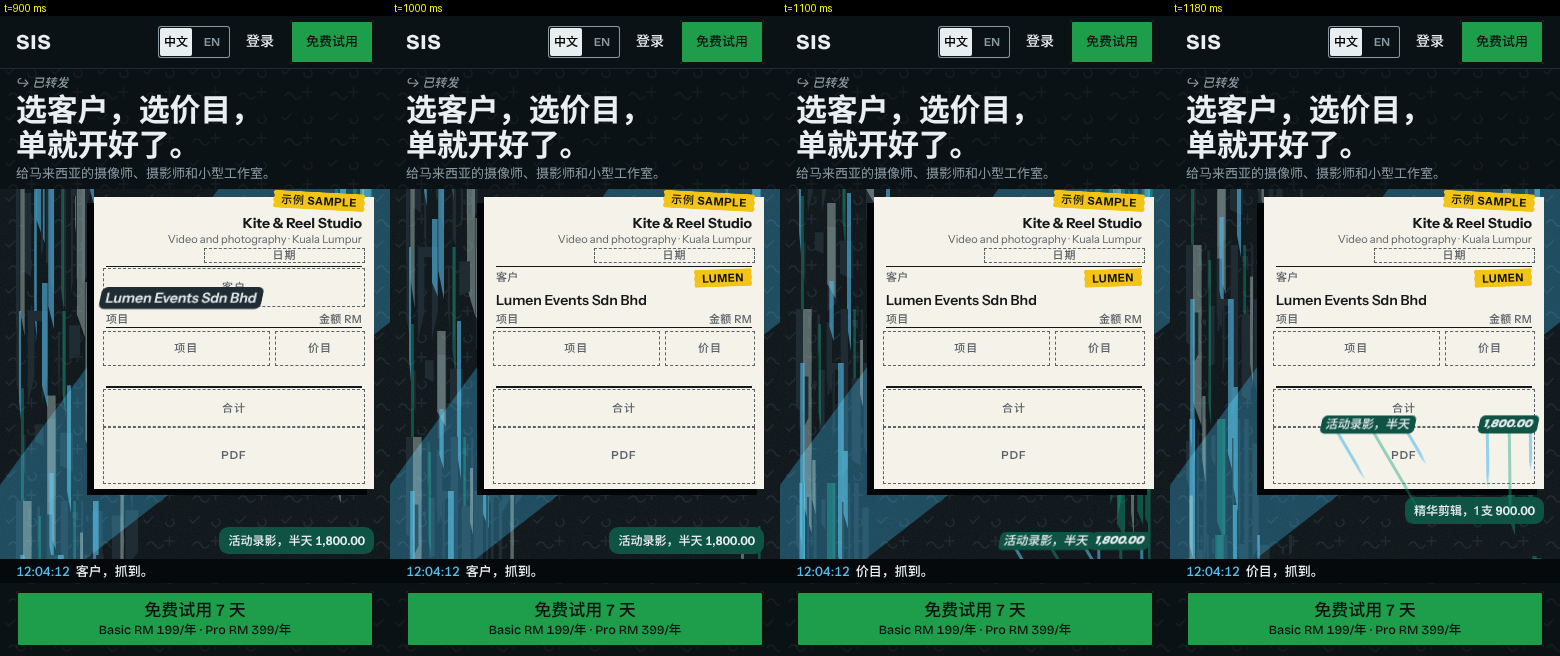 t=900 ms
SIS
中文 EN
登录
免费试用
↪ 已转发
选客户，选价目，
单就开好了。
给马来西亚的摄像师、摄影师和小型工作室。
示例 SAMPLE
Kite & Reel Studio
Video and photography · Kuala Lumpur
日期
Lumen Events Sdn Bhd
项目 金额 RM
项目 价目
合计
PDF
活动录影，半天 1,800.00
12:04:12 客户，抓到。
免费试用 7 天
Basic RM 199/年 · Pro RM 399/年
t=1000 ms
SIS
中文 EN
登录
免费试用
↪ 已转发
选客户，选价目，
单就开好了。
给马来西亚的摄像师、摄影师和小型工作室。
示例 SAMPLE
Kite & Reel Studio
Video and photography · Kuala Lumpur
日期
客户 LUMEN
Lumen Events Sdn Bhd
项目 金额 RM
项目 价目
合计
PDF
活动录影，半天 1,800.00
12:04:12 客户，抓到。
免费试用 7 天
Basic RM 199/年 · Pro RM 399/年
t=1100 ms
SIS
中文 EN
登录
免费试用
↪ 已转发
选客户，选价目，
单就开好了。
给马来西亚的摄像师、摄影师和小型工作室。
示例 SAMPLE
Kite & Reel Studio
Video and photography · Kuala Lumpur
日期
客户 LUMEN
Lumen Events Sdn Bhd
项目 金额 RM
项目 价目
合计
PDF
活动录影，半天 1,800.00
12:04:12 价目，抓到。
免费试用 7 天
Basic RM 199/年 · Pro RM 399/年
t=1180 ms
SIS
中文 EN
登录
免费试用
↪ 已转发
选客户，选价目，
单就开好了。
给马来西亚的摄像师、摄影师和小型工作室。
示例 SAMPLE
Kite & Reel Studio
Video and photography · Kuala Lumpur
日期
客户 LUMEN
Lumen Events Sdn Bhd
项目 金额 RM
项目 价目
合计
活动录影，半天 1,800.00
PDF
精华剪辑，1 支 900.00
12:04:12 价目，抓到。
免费试用 7 天
Basic RM 199/年 · Pro RM 399/年